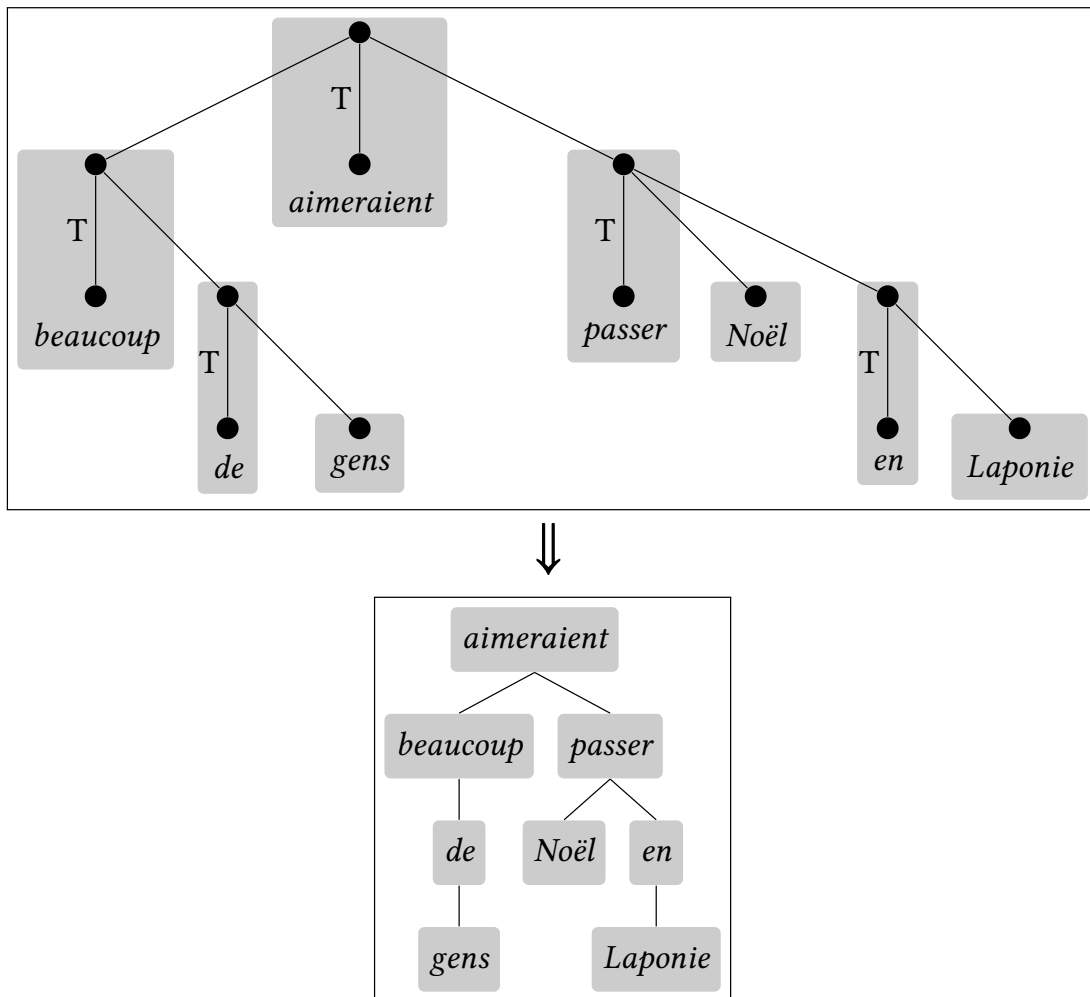 T
aimeraient
T
T
beaucoup
passer
Noël
T
T
de
gens
en
Laponie
⇓
aimeraient
beaucoup passer
de Noël en
gens Laponie